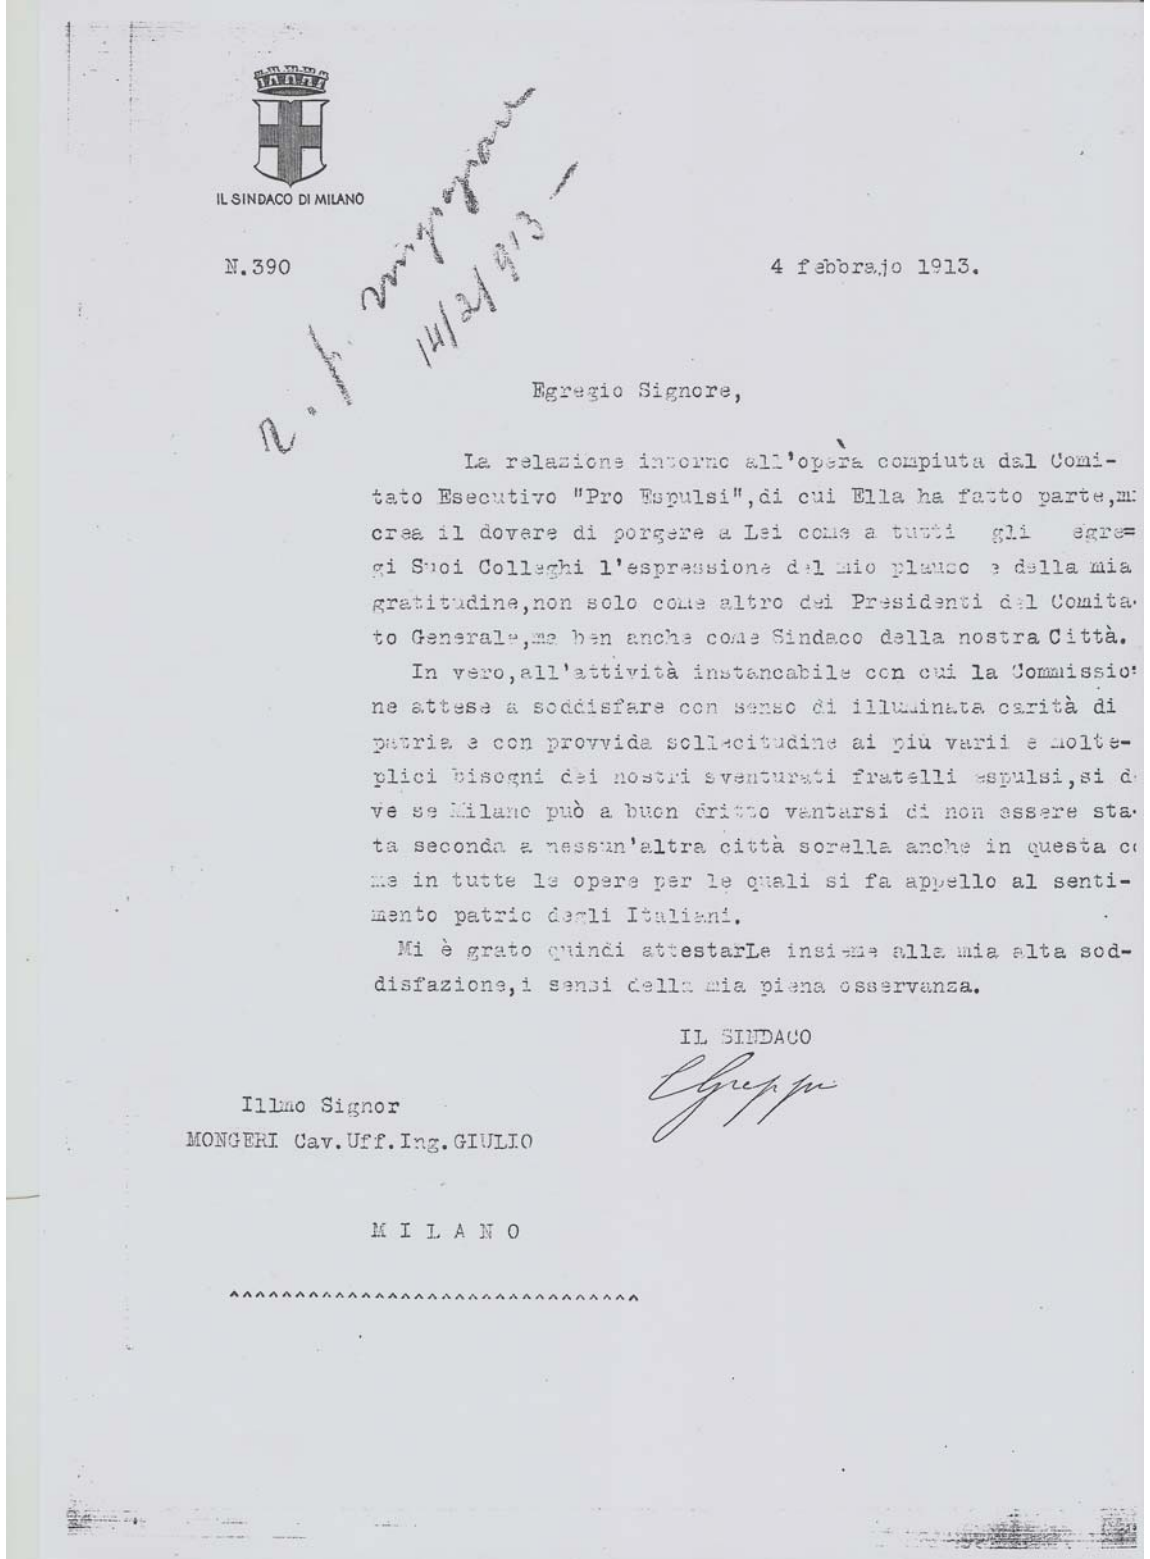 IL SINDACO DI MILANO
14/2/913 -
N.390
4 febbrajo 1913.
Egregio Signore,
La relazione intorno all'opera compiuta dal Comi-
tato Esecutivo "Pro Espulsi",di cui Ella ha fatto parte,mi
crea il dovere di porgere a Lei come a tutti gli egre=
gi Suoi Colleghi l'espressione del mio plauso e della mia
gratitudine,non solo come altro dei Presidenti del Comita-
to Generale,ma ben anche come Sindaco della nostra Città.
In vero,all'attività instancabile con cui la Commissio=
ne attese a soddisfare con senso di illuminata carità di
patria e con provvida sollecitudine ai più varii e molte-
plici bisogni dei nostri sventurati fratelli espulsi,si de
ve se Milano può a buon dritto vantarsi di non essere sta-
ta seconda a nessun'altra città sorella anche in questa co
me in tutte le opere per le quali si fa appello al senti-
mento patrio degli Italiani.
Mi è grato quindi attestarLe insieme alla mia alta sod-
disfazione,i sensi della mia piena osservanza.
IL SINDACO
Greppi
Illmo Signor
MONGERI Cav.Uff.Ing.GIULIO
MILANO
^^^^^^^^^^^^^^^^^^^^^^^^^^^^^^^